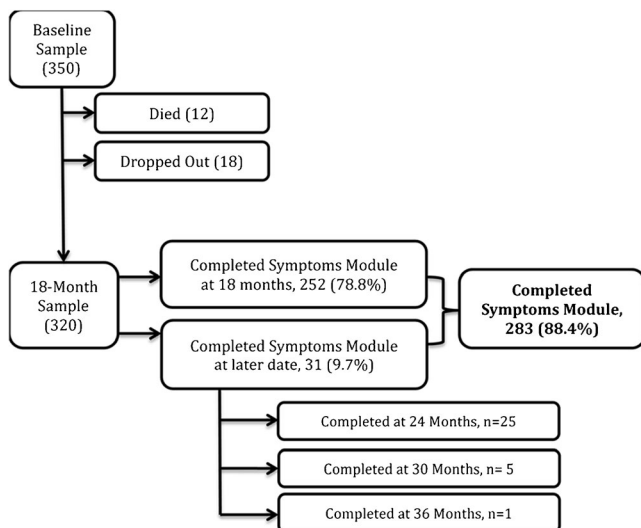 Baseline
Sample
(350)
Died (12)
Dropped Out (18)
18-Month
Sample
(320)
Completed Symptoms Module
at 18 months, 252 (78.8%)
Completed Symptoms Module
at later date, 31 (9.7%)
Completed
Symptoms Module,
283 (88.4%)
Completed at 24 Months, n=25
Completed at 30 Months, n= 5
Completed at 36 Months, n=1